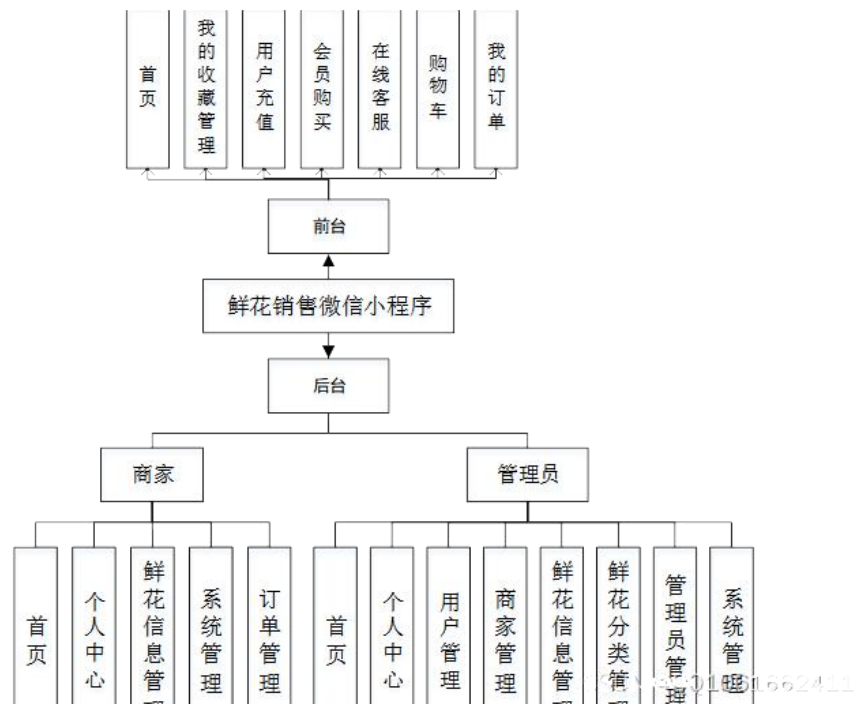 首页
我的收藏管理
用户充值
会员购买
在线客服
购物车
我的订单
前台
鲜花销售微信小程序
后台
商家
管理员
首页
个人中心
鲜花信息管理
系统管理
订单管理
首页
个人中心
用户管理
商家管理
鲜花信息管理
鲜花分类管理
管理员管理
系统管理